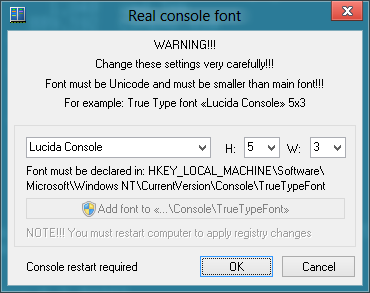 Real console font
WARNING!!!
Change these settings very carefully!!!
Font must be Unicode and must be smaller than main font!!!
For example: True Type font «Lucida Console» 5x3
Lucida Console H: 5 W: 3
Font must be declared in: HKEY_LOCAL_MACHINE\Software\
Microsoft\Windows NT\CurrentVersion\Console\TrueTypeFont
Add font to «...\Console\TrueTypeFont»
NOTE!!! You must restart computer to apply registry changes
Console restart required OK Cancel